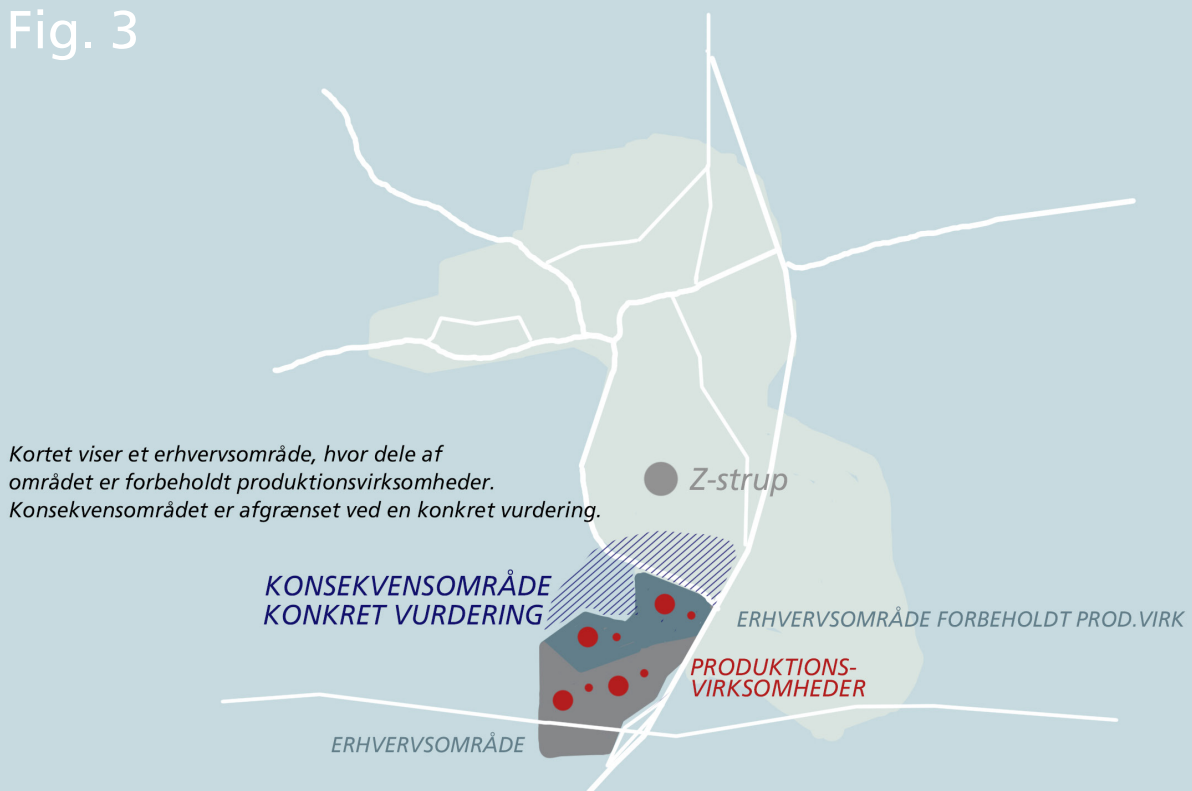 Fig. 3
Kortet viser et erhvervsområde, hvor dele af
området er forbeholdt produktionsvirksomheder.
Konsekvensområdet er afgrænset ved en konkret vurdering.
Z-strup
KONSEKVENSOMRÅDE
KONKRET VURDERING
ERHVERVSOMRÅDE FORBEHOLDT PROD.VIRK
PRODUKTIONS-
VIRKSOMHEDER
ERHVERVSOMRÅDE